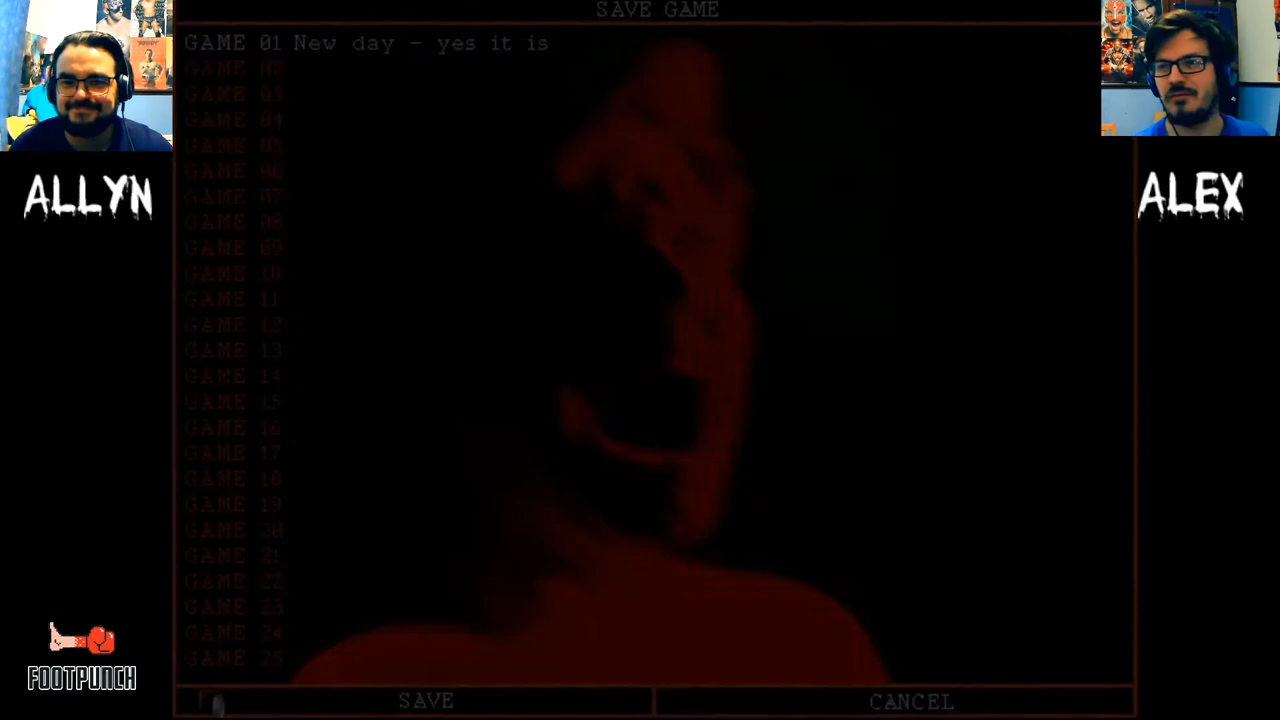 SAVE GAME
GAME 01 New day - yes it is
GAME 02
GAME 03
GAME 04
GAME 05
GAME 06
GAME 07
GAME 08
GAME 09
GAME 10
GAME 11
GAME 12
GAME 13
GAME 14
GAME 15
GAME 16
GAME 17
GAME 18
GAME 19
GAME 20
GAME 21
GAME 22
GAME 23
GAME 24
GAME 25
SAVE
CANCEL
ALLYN
ALEX
FOOTPUNCH